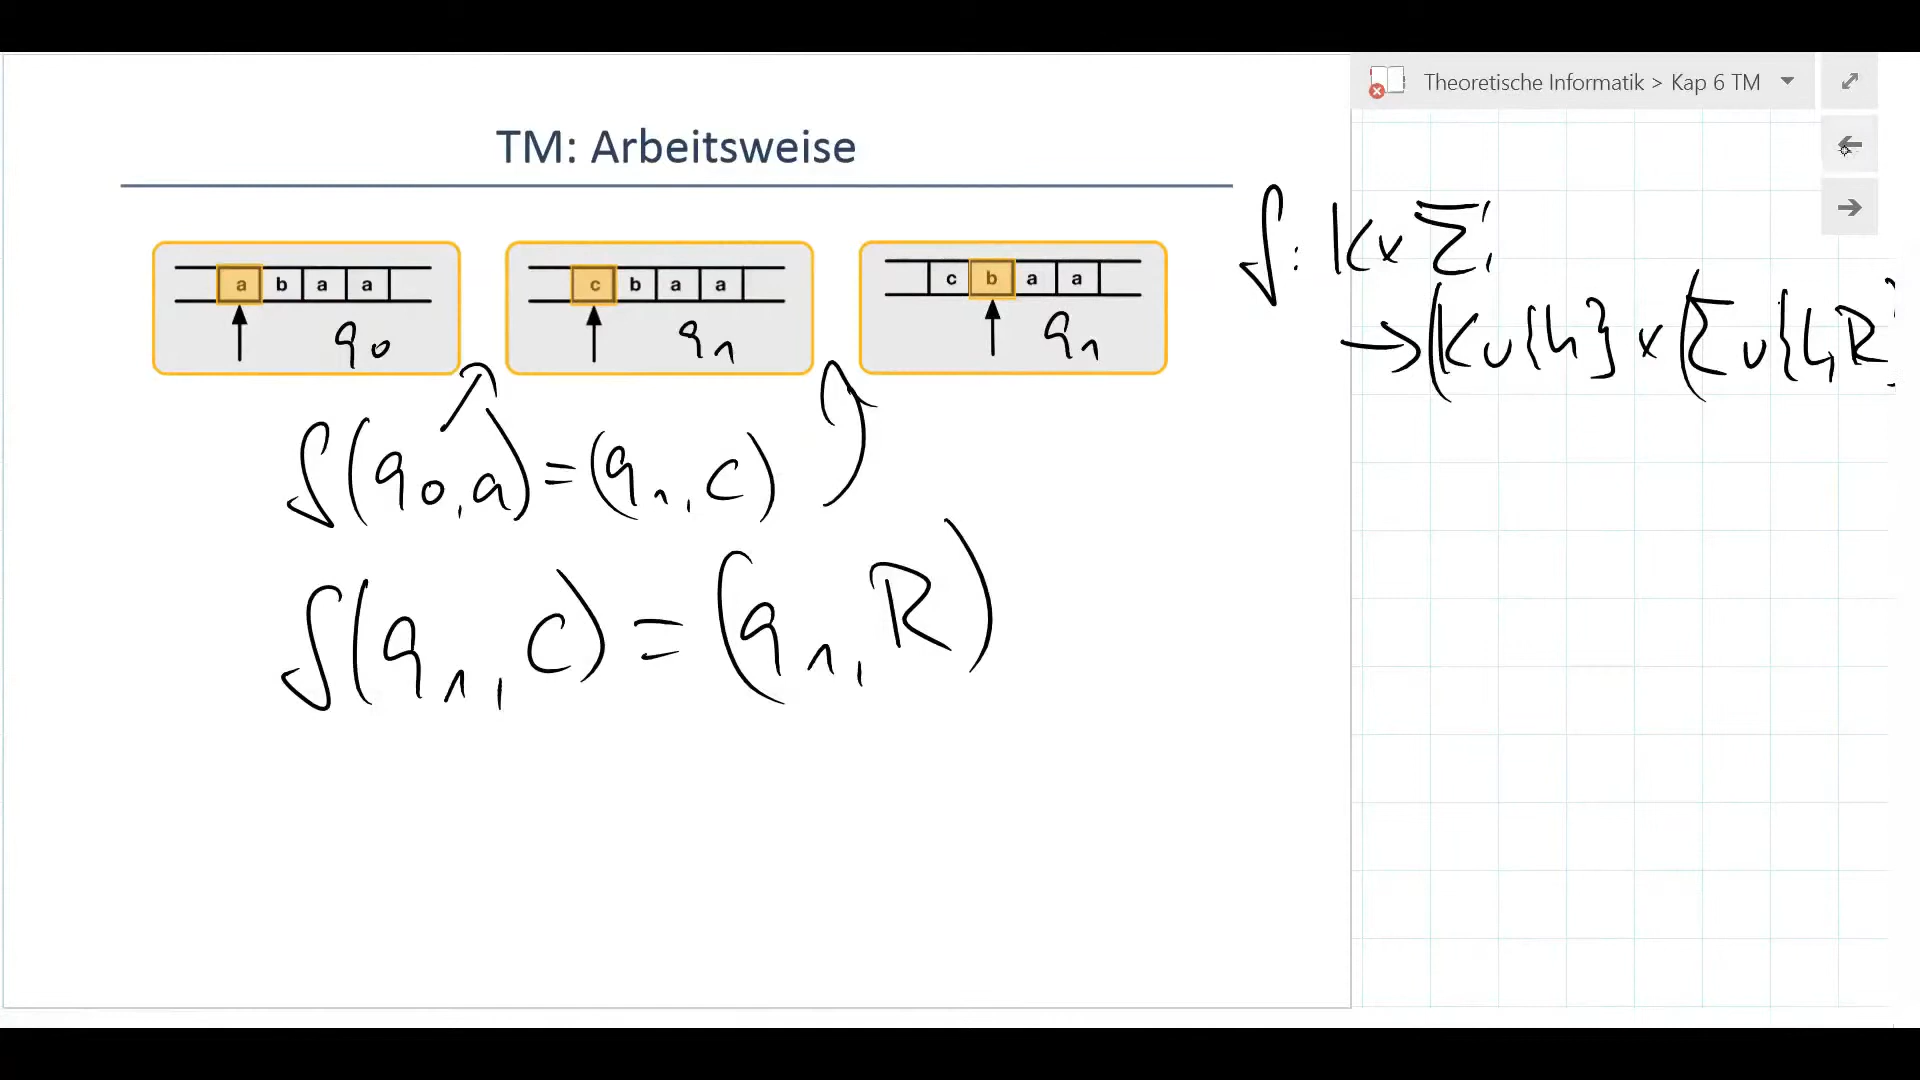 Theoretische Informatik > Kap 6 TM
TM: Arbeitsweise
δ: K × Σ,
→ (K ∪ {h} × (Σ ∪ {L, R}
a b a a
q₀
c b a a
q₁
c b a a
q₁
δ(q₀, a) = (q₁, c)
δ(q₁, c) = (q₁, R)